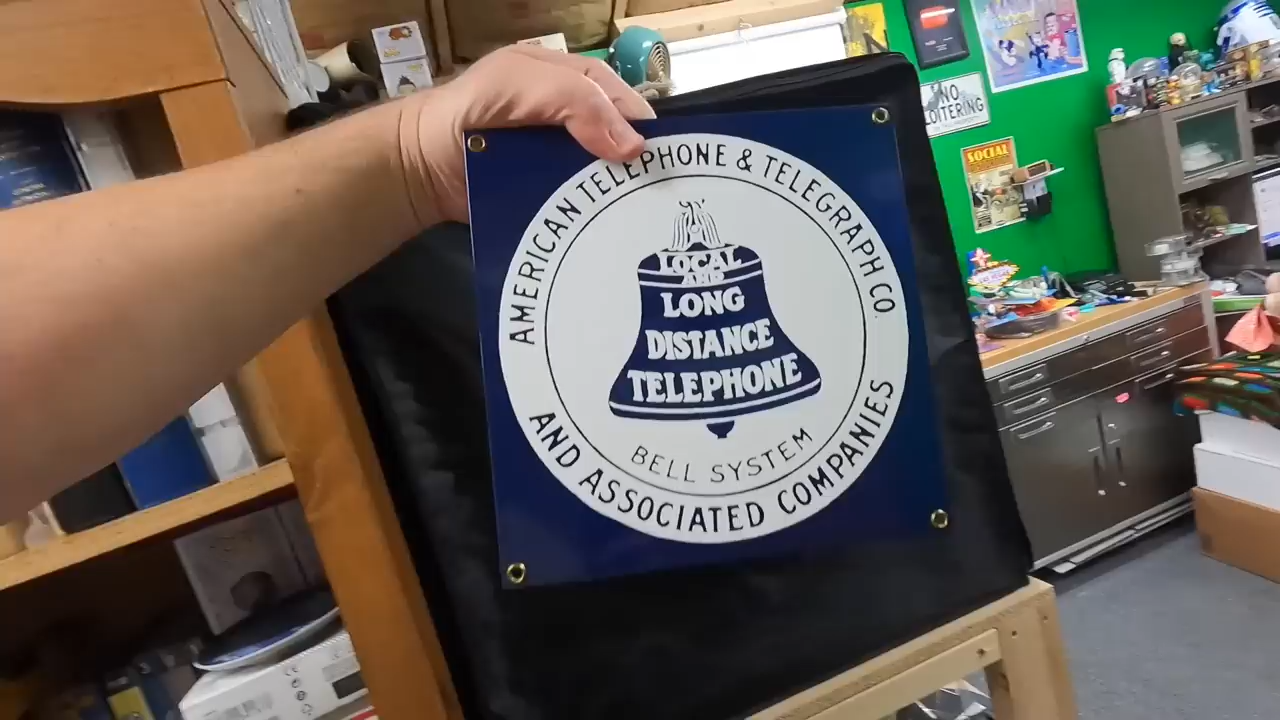 AMERICAN TELEPHONE & TELEGRAPH CO.
LOCAL
AND
LONG
DISTANCE
TELEPHONE
BELL SYSTEM
AND ASSOCIATED COMPANIES
NO
LOITERING
SOCIAL